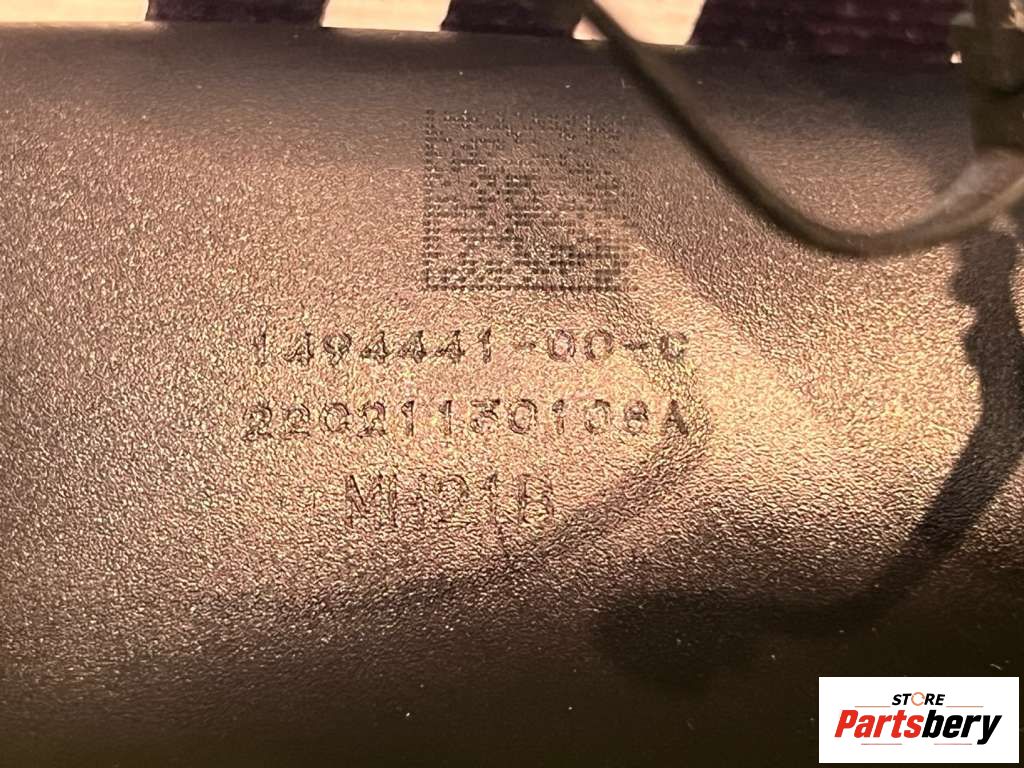 1494441-00-C
22021150108A
MH21B
STORE
Partsbery